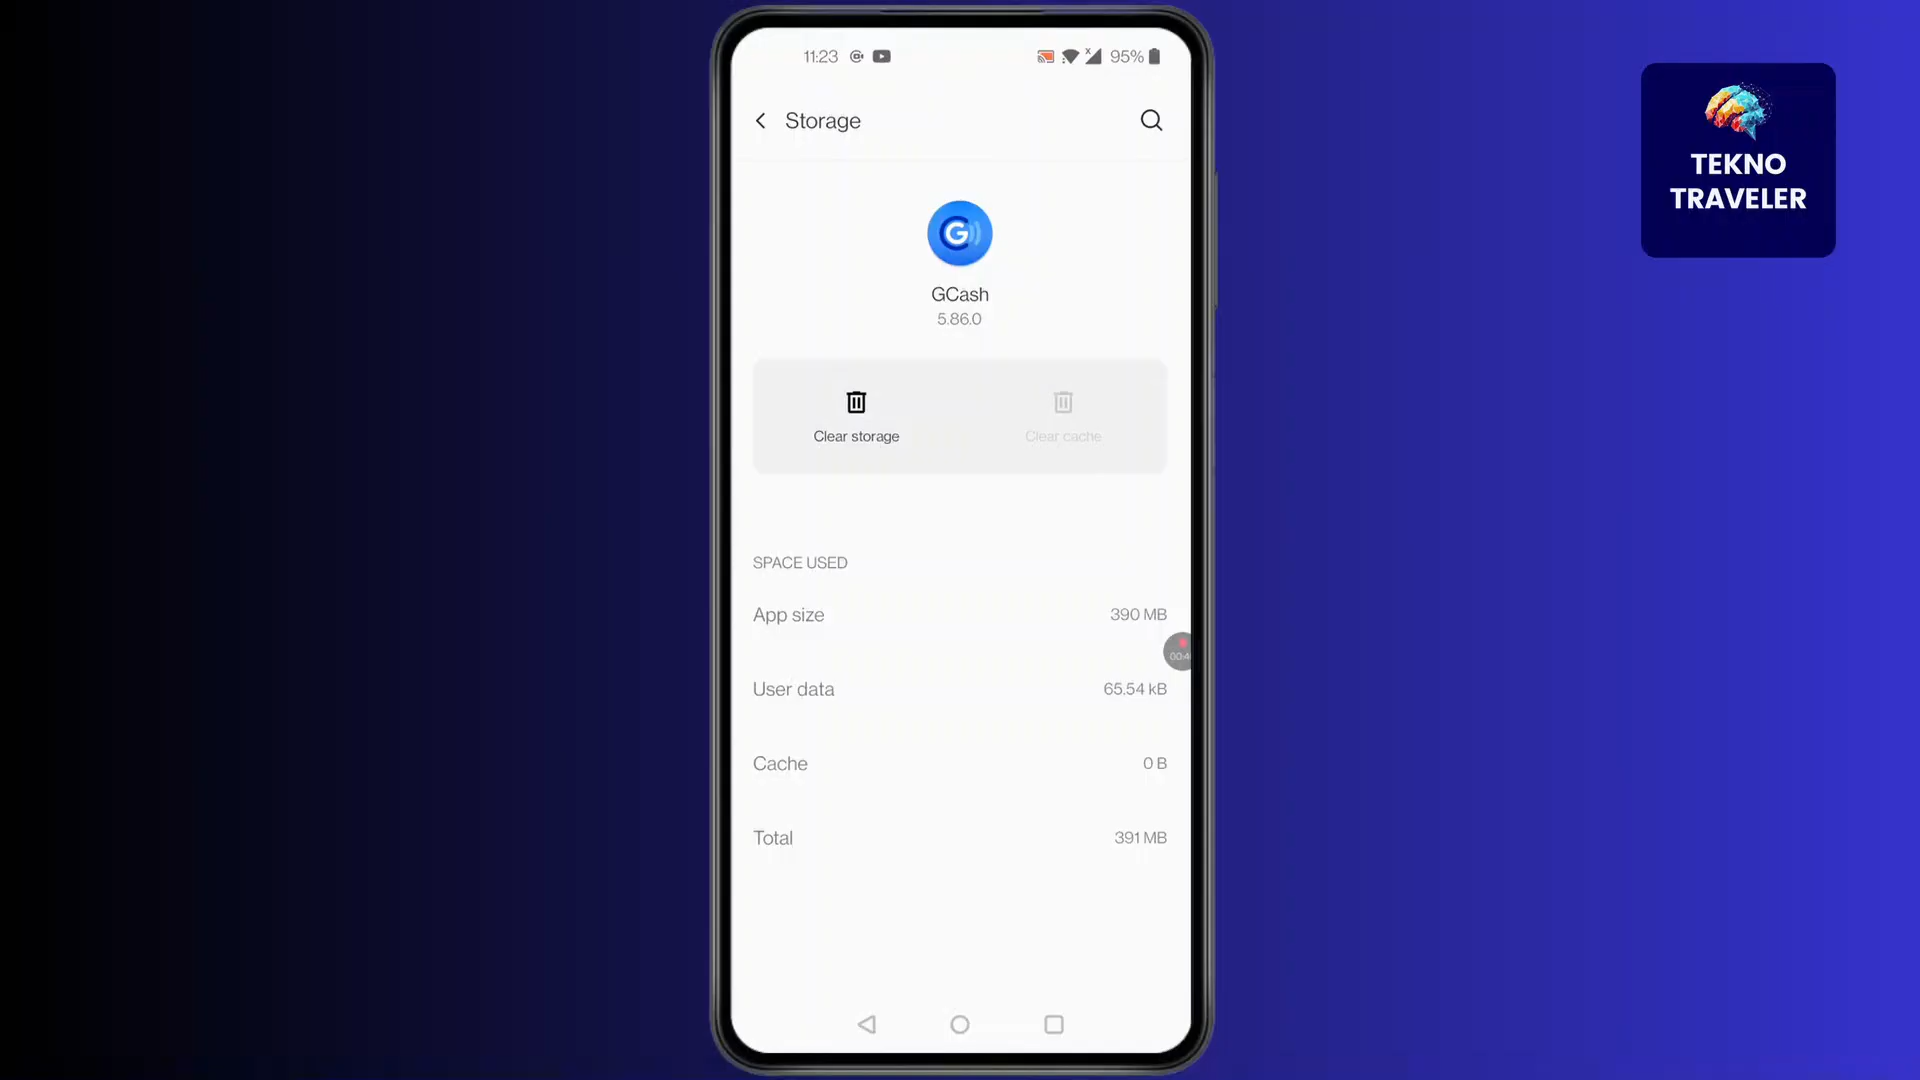 11:23
95%
Storage
GCash
5.86.0
Clear storage
Clear cache
SPACE USED
App size
390 MB
User data
65.54 kB
Cache
0 B
Total
391 MB
TEKNO
TRAVELER